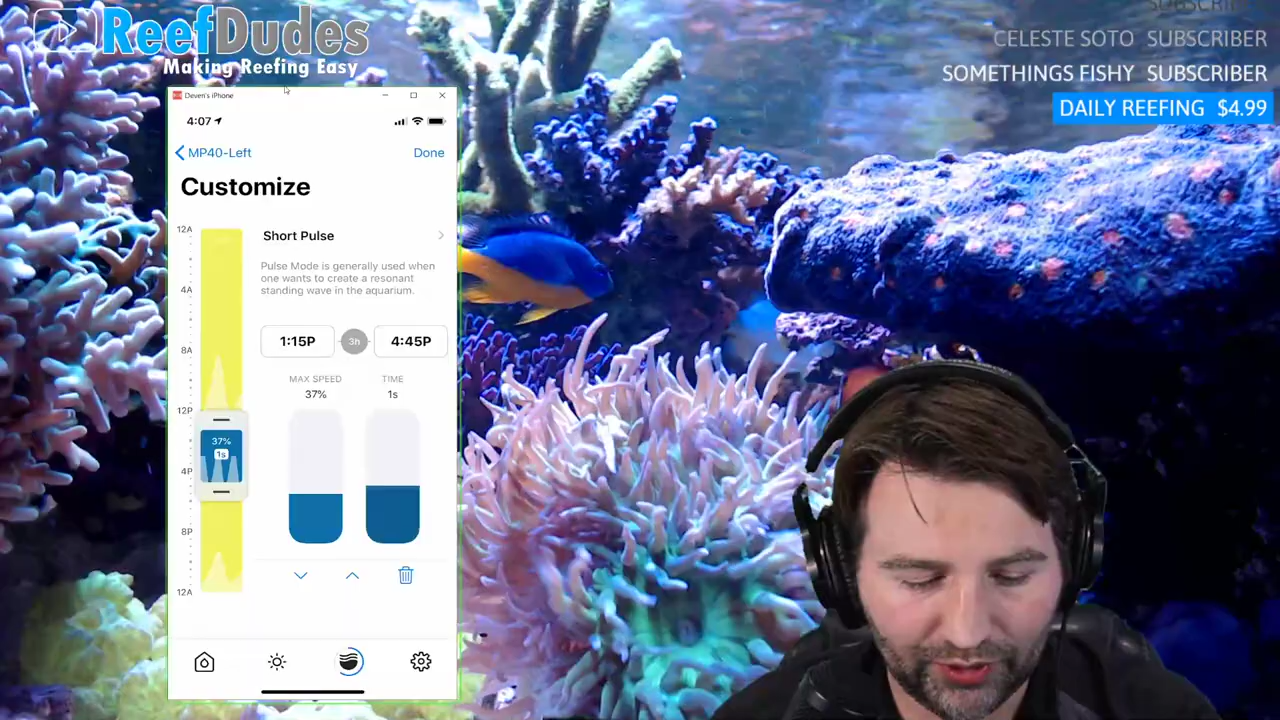 ReefDudes
Making Reefing Easy
SUBSCRIBER
CELESTE SOTO SUBSCRIBER
SOMETHINGS FISHY SUBSCRIBER
DAILY REEFING $4.99
Deven's iPhone
4:07
MP40-Left
Done
Customize
Short Pulse
Pulse Mode is generally used when
one wants to create a resonant
standing wave in the aquarium.
1:15P 3h 4:45P
MAX SPEED TIME
37% 1s
12A
4A
8A
12P
37%
1s
4P
8P
12A